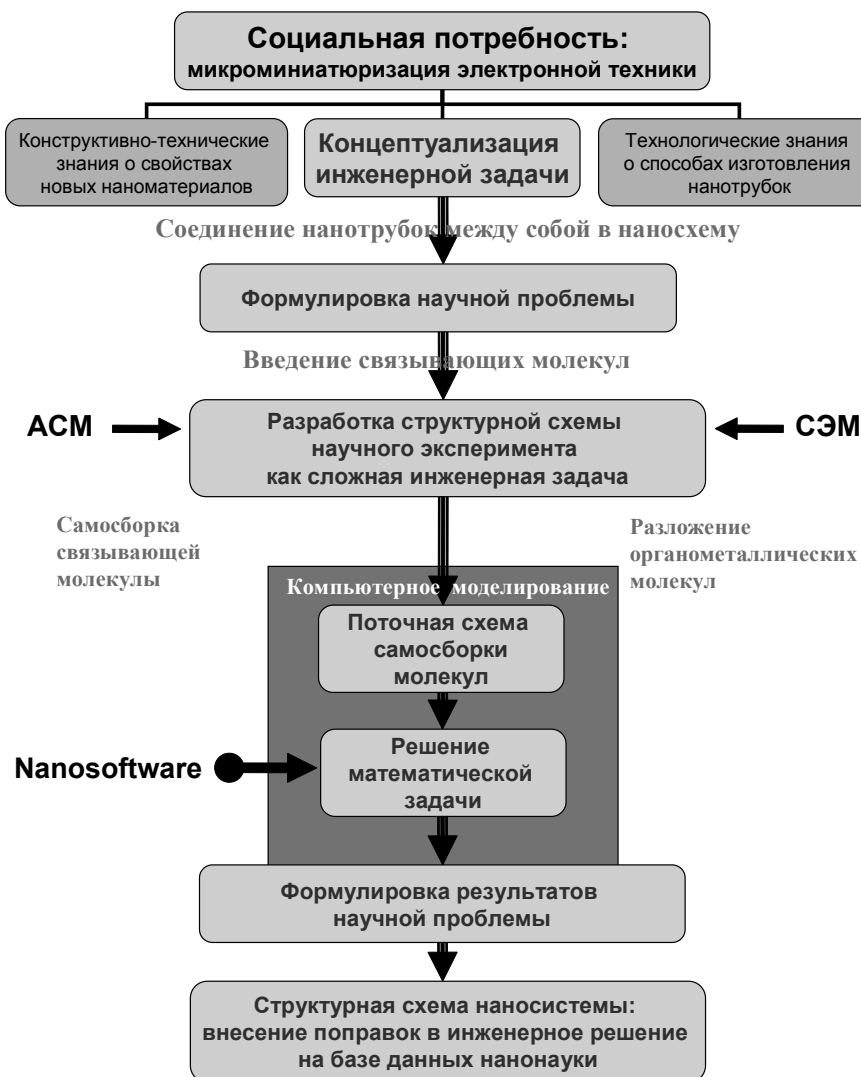 Социальная потребность:
микроминиатюризация электронной техники
Конструктивно-технические
знания о свойствах
новых наноматериалов
Концептуализация
инженерной задачи
Технологические знания
о способах изготовления
нанотрубок
Соединение нанотрубок между собой в наносхему
Формулировка научной проблемы
Введение связывающих молекул
АСМ
Разработка структурной схемы
научного эксперимента
как сложная инженерная задача
СЭМ
Самосборка
связывающей
молекулы
Разложение
органометаллических
молекул
Компьютерное моделирование
Поточная схема
самосборки
молекул
Nanosoftware
Решение
математической
задачи
Формулировка результатов
научной проблемы
Структурная схема наносистемы:
внесение поправок в инженерное решение
на базе данных нанонауки